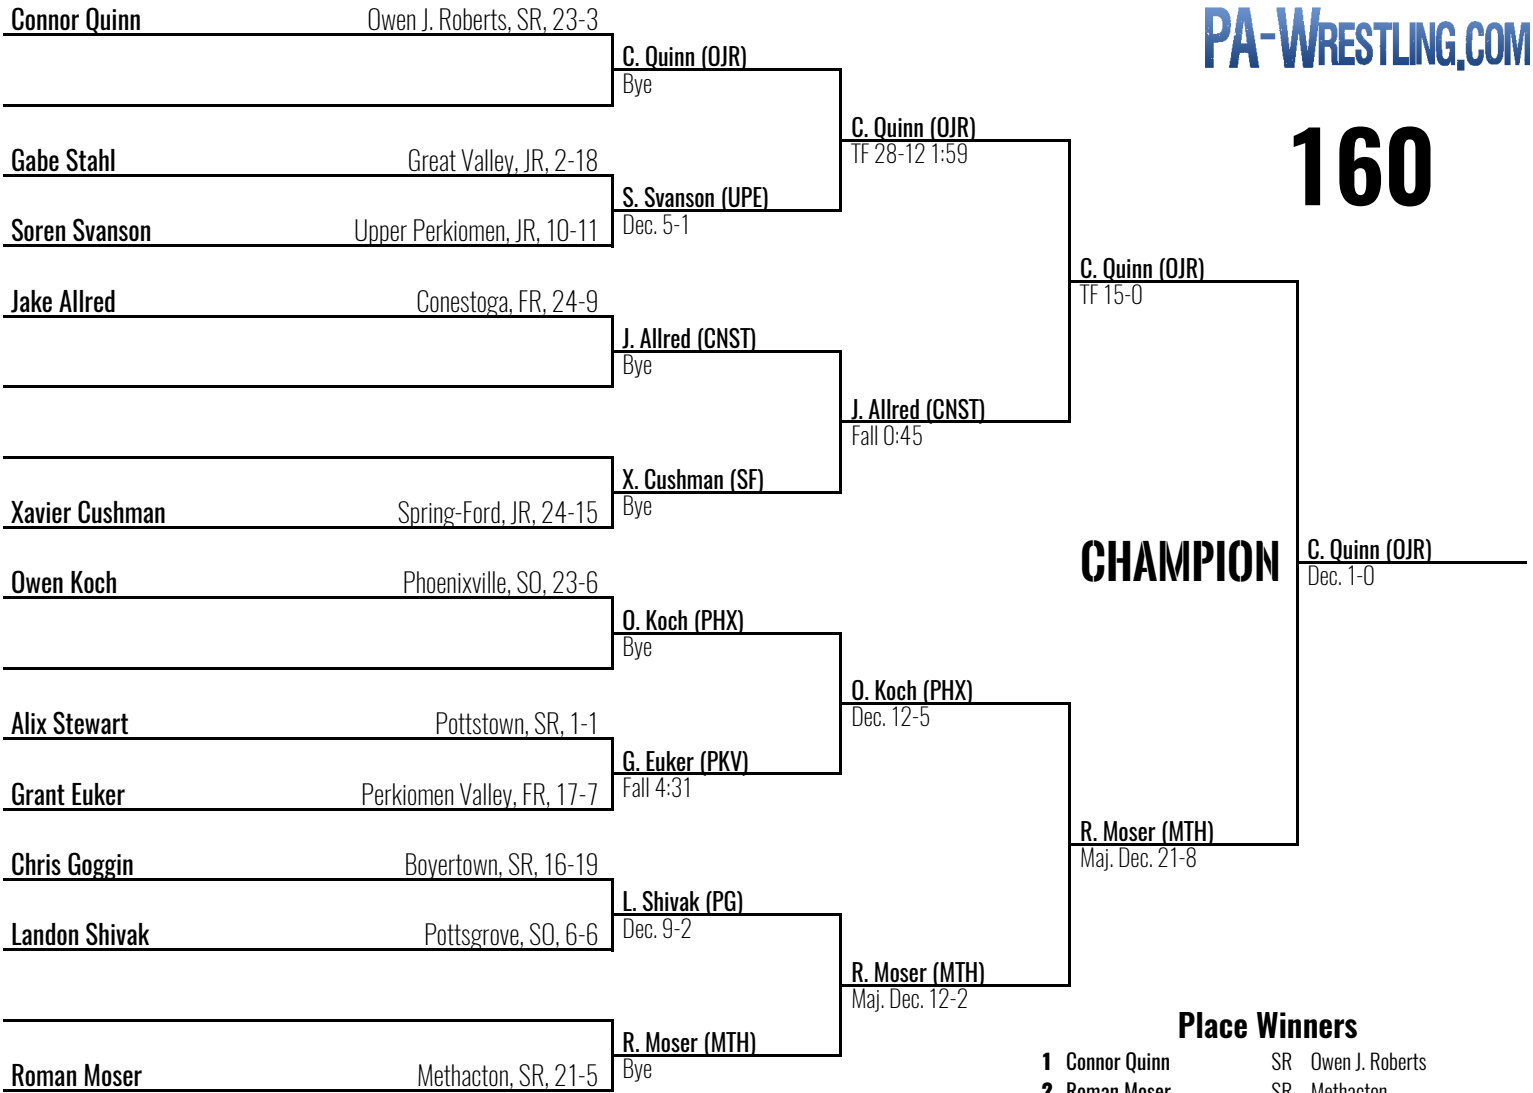 Connor Quinn Owen J. Roberts, SR, 23-3
C. Quinn (OJR)
Bye
PA-WRESTLING.COM
160
C. Quinn (OJR)
TF 28-12 1:59
Gabe Stahl Great Valley, JR, 2-18
S. Svanson (UPE)
Dec. 5-1
Soren Svanson Upper Perkiomen, JR, 10-11
C. Quinn (OJR)
TF 15-0
Jake Allred Conestoga, FR, 24-9
J. Allred (CNST)
Bye
J. Allred (CNST)
Fall 0:45
X. Cushman (SF)
Bye
Xavier Cushman Spring-Ford, JR, 24-15
CHAMPION
C. Quinn (OJR)
Dec. 1-0
Owen Koch Phoenixville, SO, 23-6
O. Koch (PHX)
Bye
O. Koch (PHX)
Dec. 12-5
Alix Stewart Pottstown, SR, 1-1
G. Euker (PKV)
Fall 4:31
Grant Euker Perkiomen Valley, FR, 17-7
R. Moser (MTH)
Maj. Dec. 21-8
Chris Goggin Boyertown, SR, 16-19
L. Shivak (PG)
Dec. 9-2
Landon Shivak Pottsgrove, SO, 6-6
R. Moser (MTH)
Maj. Dec. 12-2
R. Moser (MTH)
Bye
Roman Moser Methacton, SR, 21-5
Place Winners
1 Connor Quinn SR Owen J. Roberts
2 Roman Moser SR Methacton